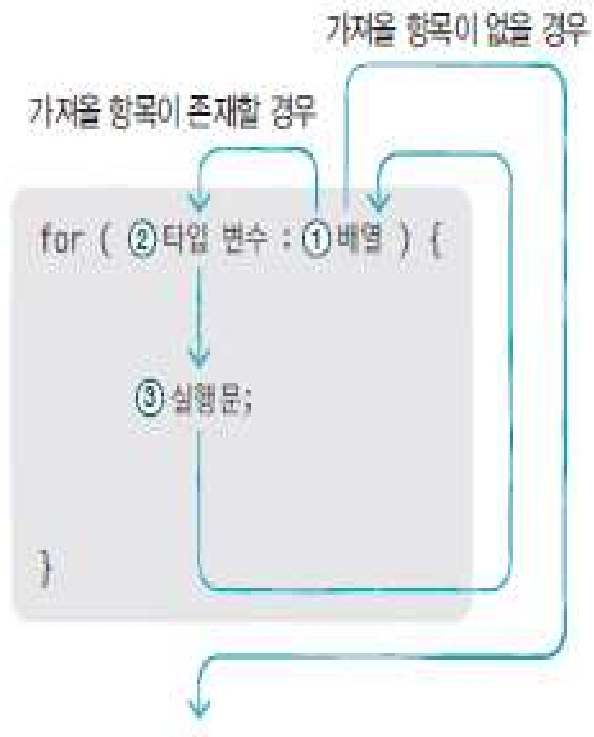 가져올 항목이 없을 경우
가져올 항목이 존재할 경우
for ( ② 타입 변수 : ① 배열 ) {
③ 실행문;
}